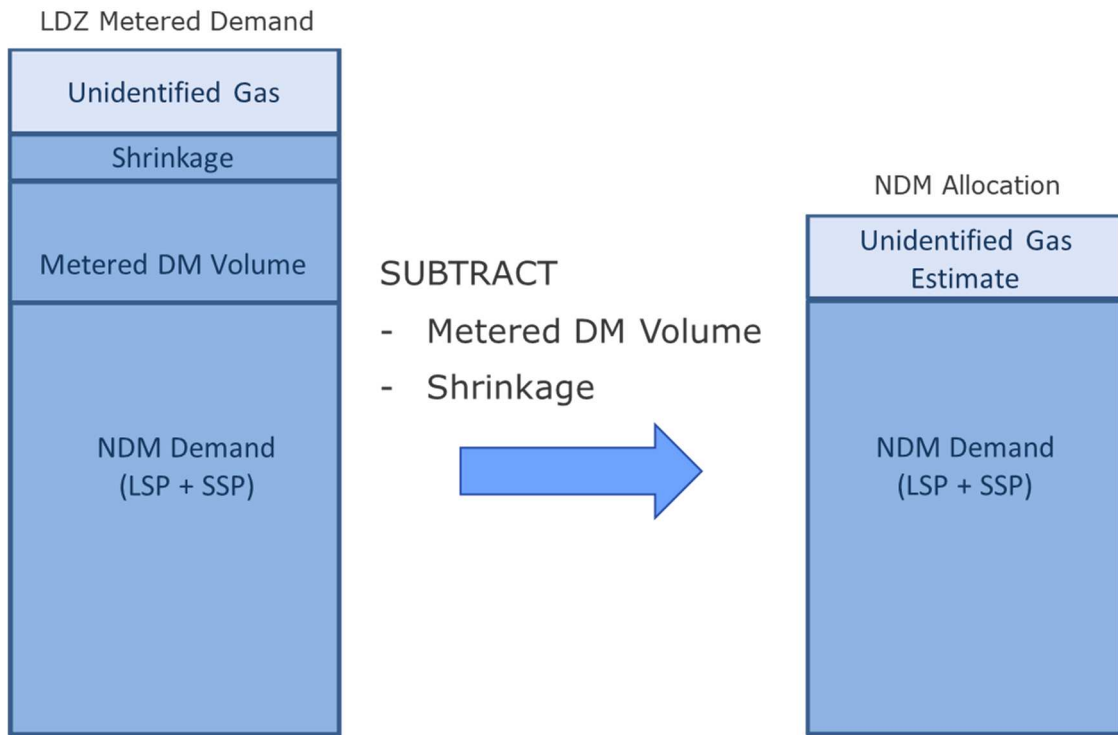 LDZ Metered Demand
Unidentified Gas
Shrinkage
Metered DM Volume
NDM Demand
(LSP + SSP)
SUBTRACT
- Metered DM Volume
- Shrinkage
NDM Allocation
Unidentified Gas
Estimate
NDM Demand
(LSP + SSP)